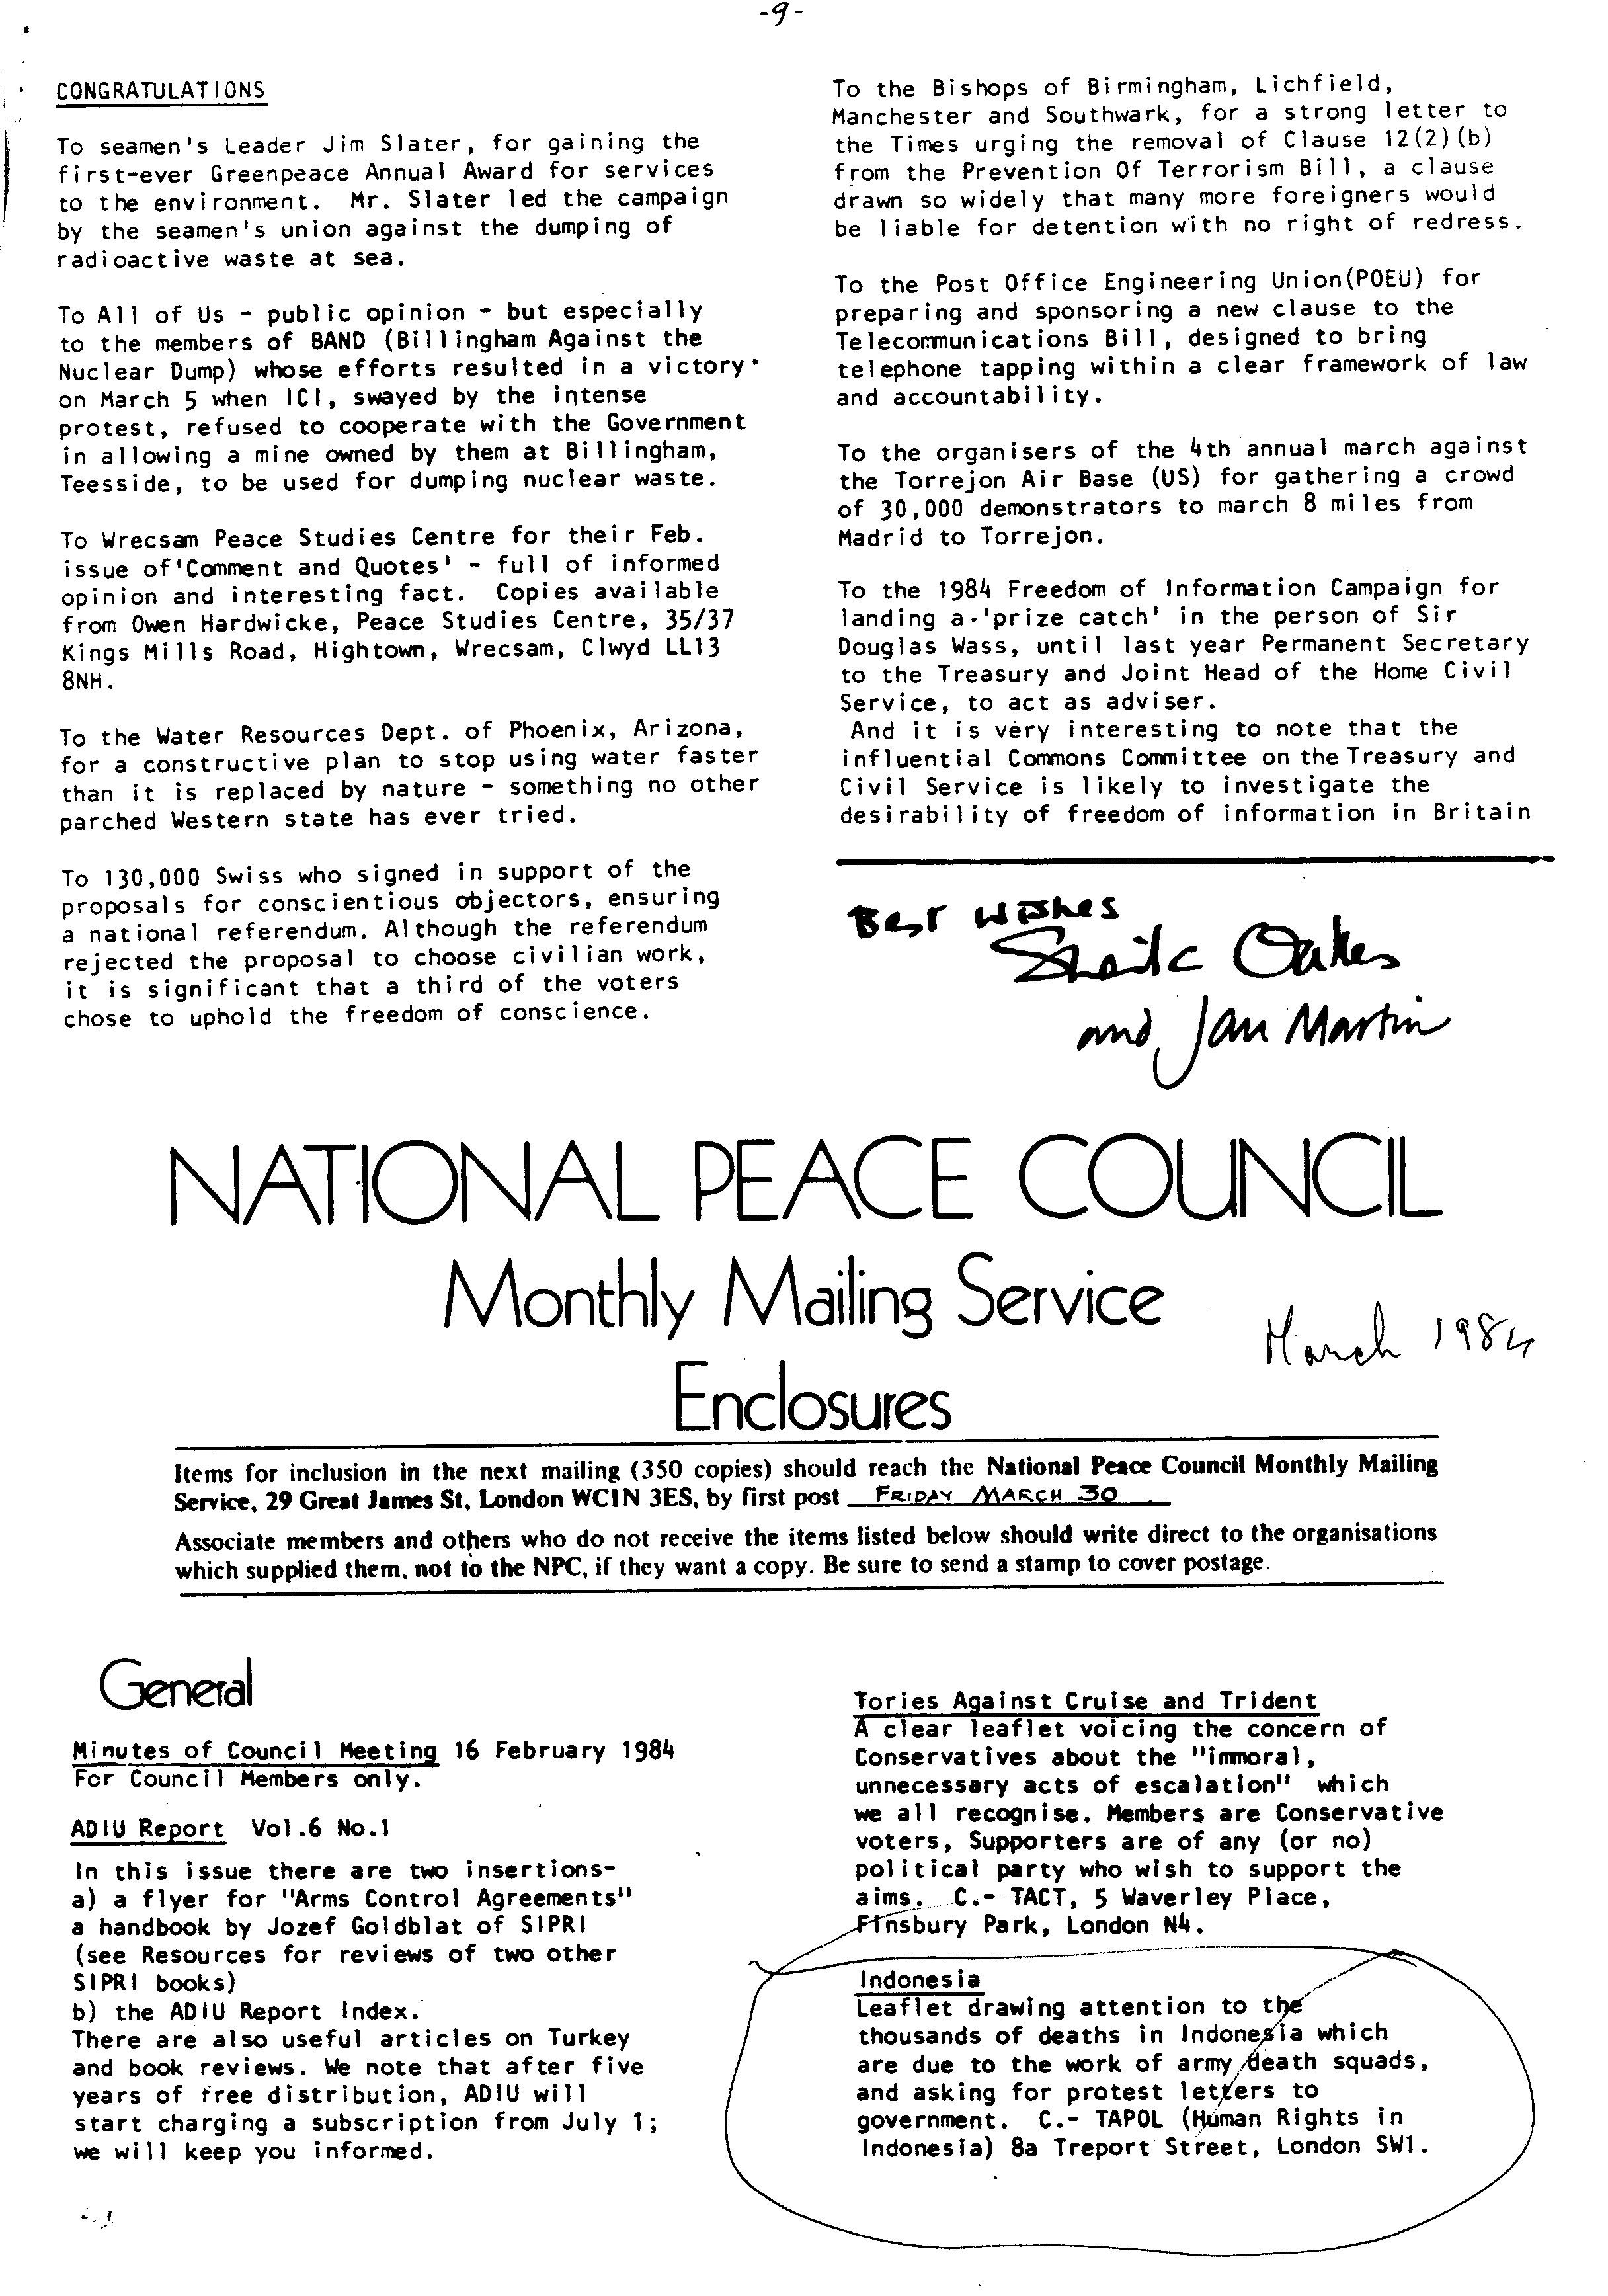 -9-
CONGRATULATIONS
To seamen's Leader Jim Slater, for gaining the
first-ever Greenpeace Annual Award for services
to the environment. Mr. Slater led the campaign
by the seamen's union against the dumping of
radioactive waste at sea.
To All of Us - public opinion - but especially
to the members of BAND (Billingham Against the
Nuclear Dump) whose efforts resulted in a victory
on March 5 when ICI, swayed by the intense
protest, refused to cooperate with the Government
in allowing a mine owned by them at Billingham,
Teesside, to be used for dumping nuclear waste.
To Wrecsam Peace Studies Centre for their Feb.
issue of 'Comment and Quotes' - full of informed
opinion and interesting fact. Copies available
from Owen Hardwicke, Peace Studies Centre, 35/37
Kings Mills Road, Hightown, Wrecsam, Clwyd LL13
8NH.
To the Water Resources Dept. of Phoenix, Arizona,
for a constructive plan to stop using water faster
than it is replaced by nature - something no other
parched Western state has ever tried.
To 130,000 Swiss who signed in support of the
proposals for conscientious objectors, ensuring
a national referendum. Although the referendum
rejected the proposal to choose civilian work,
it is significant that a third of the voters
chose to uphold the freedom of conscience.
To the Bishops of Birmingham, Lichfield,
Manchester and Southwark, for a strong letter to
the Times urging the removal of Clause 12(2)(b)
from the Prevention Of Terrorism Bill, a clause
drawn so widely that many more foreigners would
be liable for detention with no right of redress.
To the Post Office Engineering Union(POEU) for
preparing and sponsoring a new clause to the
Telecommunications Bill, designed to bring
telephone tapping within a clear framework of law
and accountability.
To the organisers of the 4th annual march against
the Torrejon Air Base (US) for gathering a crowd
of 30,000 demonstrators to march 8 miles from
Madrid to Torrejon.
To the 1984 Freedom of Information Campaign for
landing a 'prize catch' in the person of Sir
Douglas Wass, until last year Permanent Secretary
to the Treasury and Joint Head of the Home Civil
Service, to act as adviser.
And it is very interesting to note that the
influential Commons Committee on the Treasury and
Civil Service is likely to investigate the
desirability of freedom of information in Britain
Best Wishes
Sheila Oakes
and Jan Martin
NATIONAL PEACE COUNCIL
Monthly Mailing Service
March 1984
Enclosures
Items for inclusion in the next mailing (350 copies) should reach the National Peace Council Monthly Mailing
Service, 29 Great James St, London WC1N 3ES, by first post FRIDAY MARCH 30
Associate members and others who do not receive the items listed below should write direct to the organisations
which supplied them, not to the NPC, if they want a copy. Be sure to send a stamp to cover postage.
General
Minutes of Council Meeting 16 February 1984
For Council Members only.
ADIU Report Vol.6 No.1
In this issue there are two insertions-
a) a flyer for "Arms Control Agreements"
a handbook by Jozef Goldblat of SIPRI
(see Resources for reviews of two other
SIPRI books)
b) the ADIU Report Index.
There are also useful articles on Turkey
and book reviews. We note that after five
years of free distribution, ADIU will
start charging a subscription from July 1;
we will keep you informed.
Tories Against Cruise and Trident
A clear leaflet voicing the concern of
Conservatives about the "immoral,
unnecessary acts of escalation" which
we all recognise. Members are Conservative
voters, Supporters are of any (or no)
political party who wish to support the
aims. C.- TACT, 5 Waverley Place,
Finsbury Park, London N4.
Indonesia
Leaflet drawing attention to the
thousands of deaths in Indonesia which
are due to the work of army death squads,
and asking for protest letters to
government. C.- TAPOL (Human Rights in
Indonesia) 8a Treport Street, London SW1.